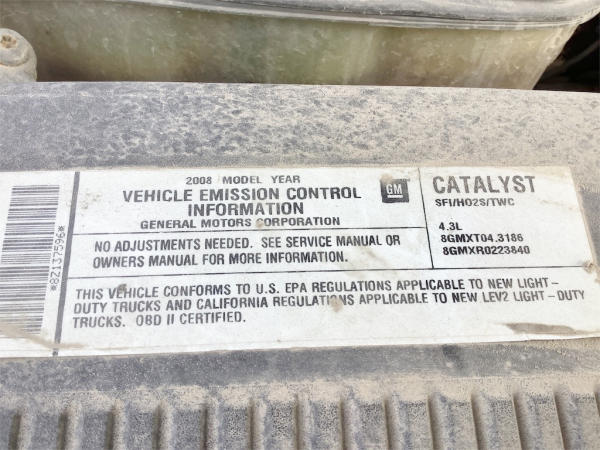 *8Z137596*
2008 MODEL YEAR
VEHICLE EMISSION CONTROL
INFORMATION
GENERAL MOTORS CORPORATION
GM
NO ADJUSTMENTS NEEDED. SEE SERVICE MANUAL OR
OWNERS MANUAL FOR MORE INFORMATION.
CATALYST
SFI/HO2S/TWC
4.3L
8GMXT04.3186
8GMXR0223840
THIS VEHICLE CONFORMS TO U.S. EPA REGULATIONS APPLICABLE TO NEW LIGHT-
DUTY TRUCKS AND CALIFORNIA REGULATIONS APPLICABLE TO NEW LEV2 LIGHT-DUTY
TRUCKS. OBD II CERTIFIED.